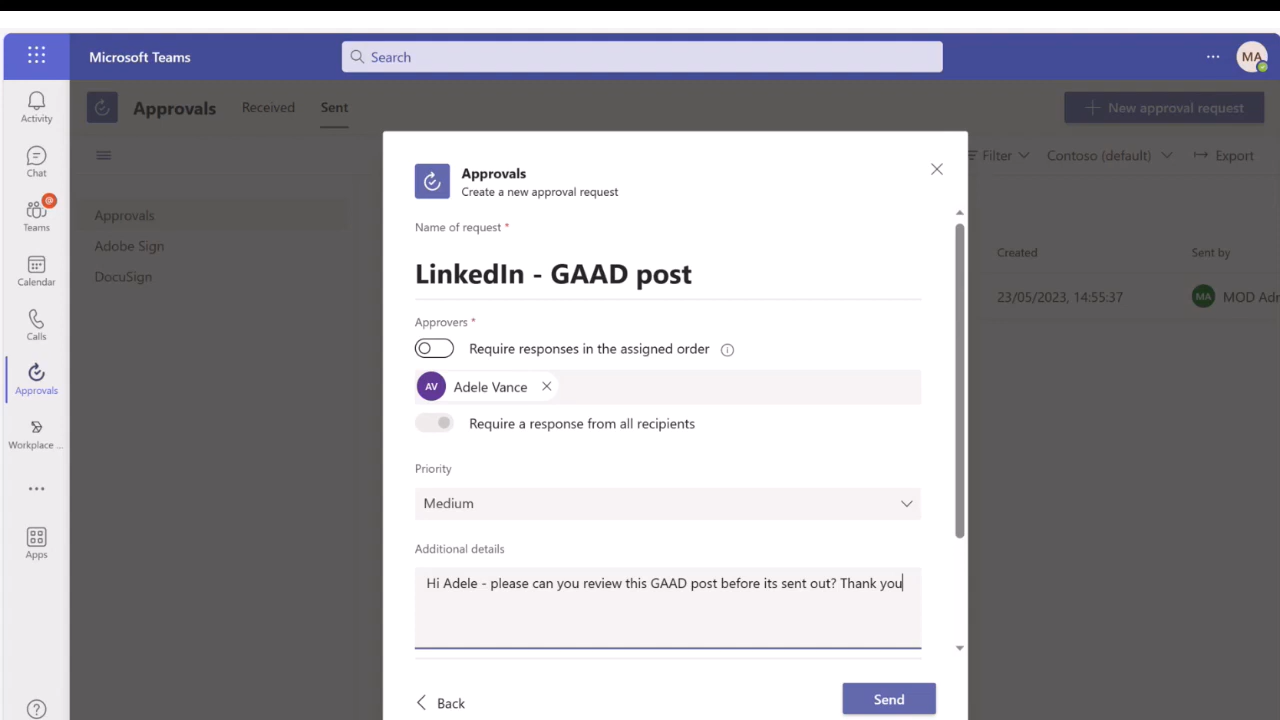 Microsoft Teams
Search
MA
Activity
Chat
@
Teams
Calendar
Calls
Approvals
Workplace ...
Apps
Approvals
Received
Sent
New approval request
Filter
Contoso (default)
Export
Approvals
Adobe Sign
DocuSign
Created
Sent by
23/05/2023, 14:55:37
MA
MOD Adr
Approvals
Create a new approval request
Name of request *
LinkedIn - GAAD post
Approvers *
Require responses in the assigned order
AV
Adele Vance
Require a response from all recipients
Priority
Medium
Additional details
Hi Adele - please can you review this GAAD post before its sent out? Thank you
Back
Send